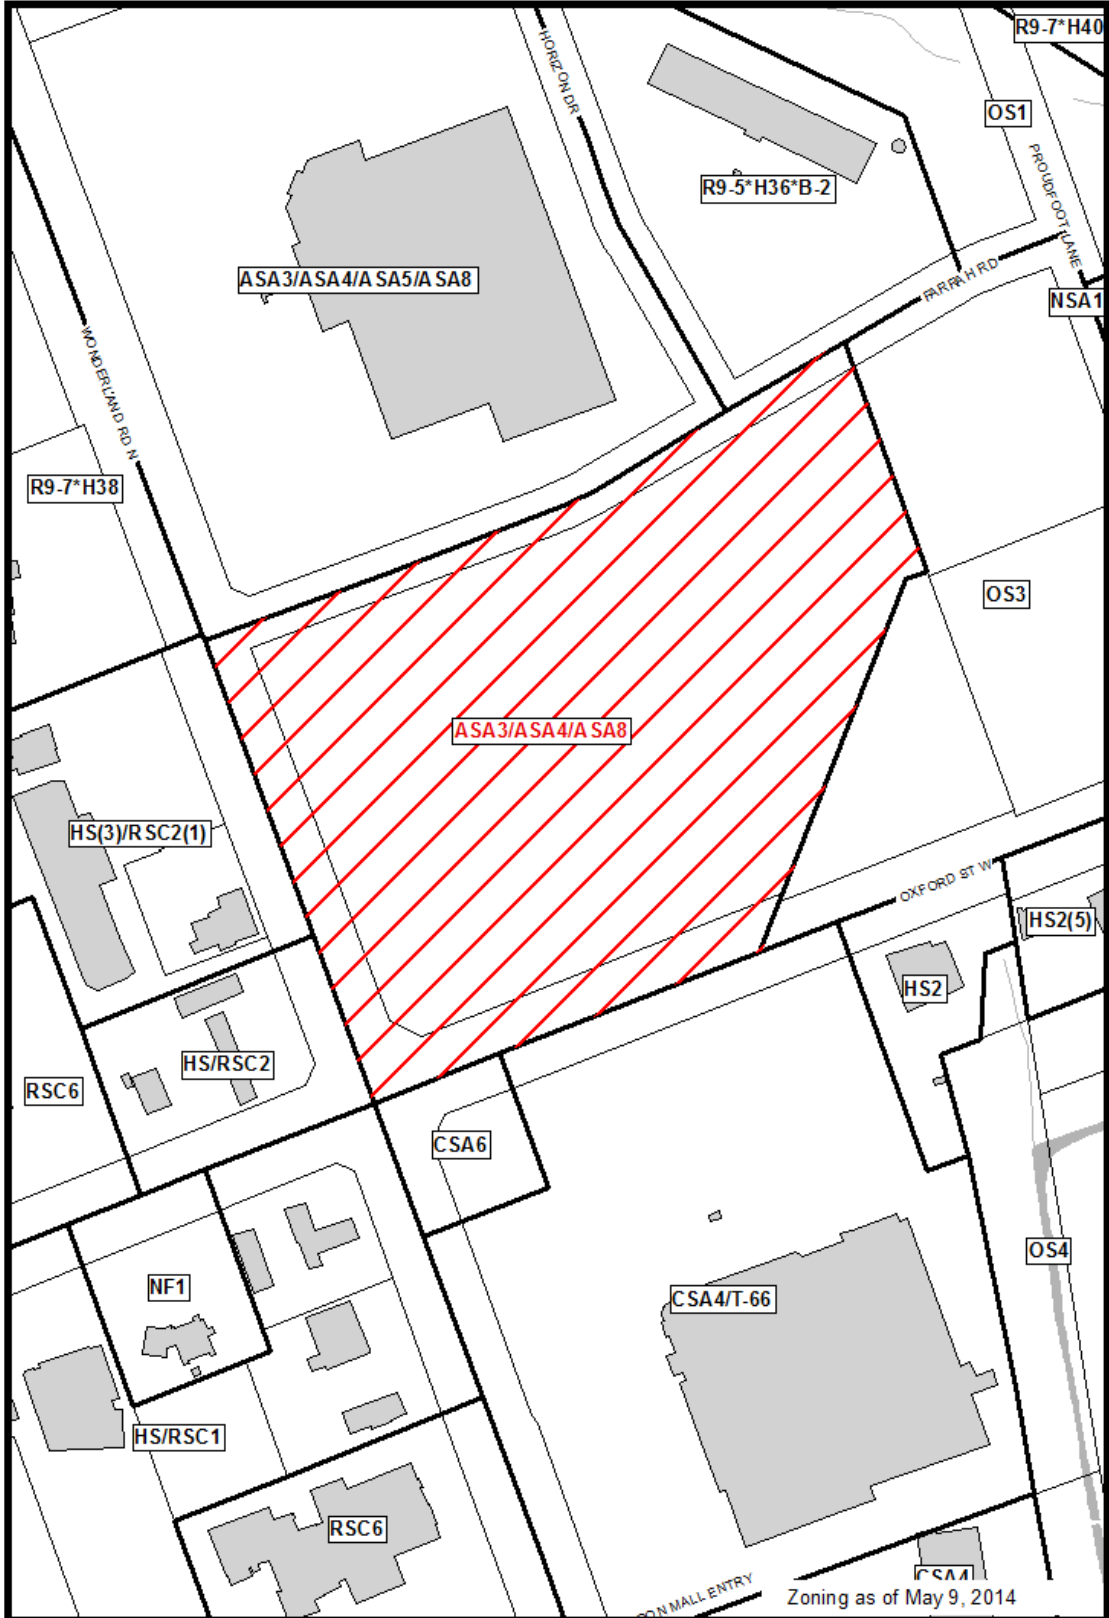 R9-7*H40
HORIZON DR
OS1
PROUDFOOT LANE
R9-5*H36*B-2
ASA3/ASA4/ASA5/ASA8
FARRAH RD
NSA1
WONDERLAND RD N
R9-7*H38
OS3
ASA3/ASA4/ASA8
HS(3)/RSC2(1)
OXFORD ST W
HS2(5)
HS2
HS/RSC2
RSC6
CSA6
OS4
NF1
CSA4/T-66
HS/RSC1
RSC6
CSA4
MALL ENTRY
Zoning as of May 9, 2014